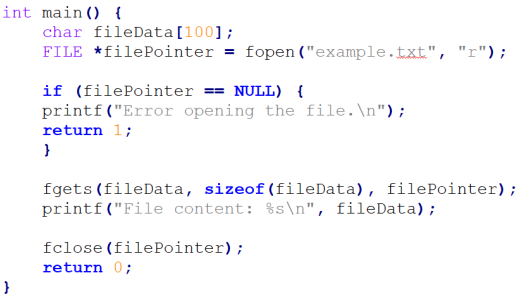 int main() {
    char fileData[100];
    FILE *filePointer = fopen("example.txt", "r");

    if (filePointer == NULL) {
    printf("Error opening the file.\n");
    return 1;
    }

    fgets(fileData, sizeof(fileData), filePointer);
    printf("File content: %s\n", fileData);

    fclose(filePointer);
    return 0;
}